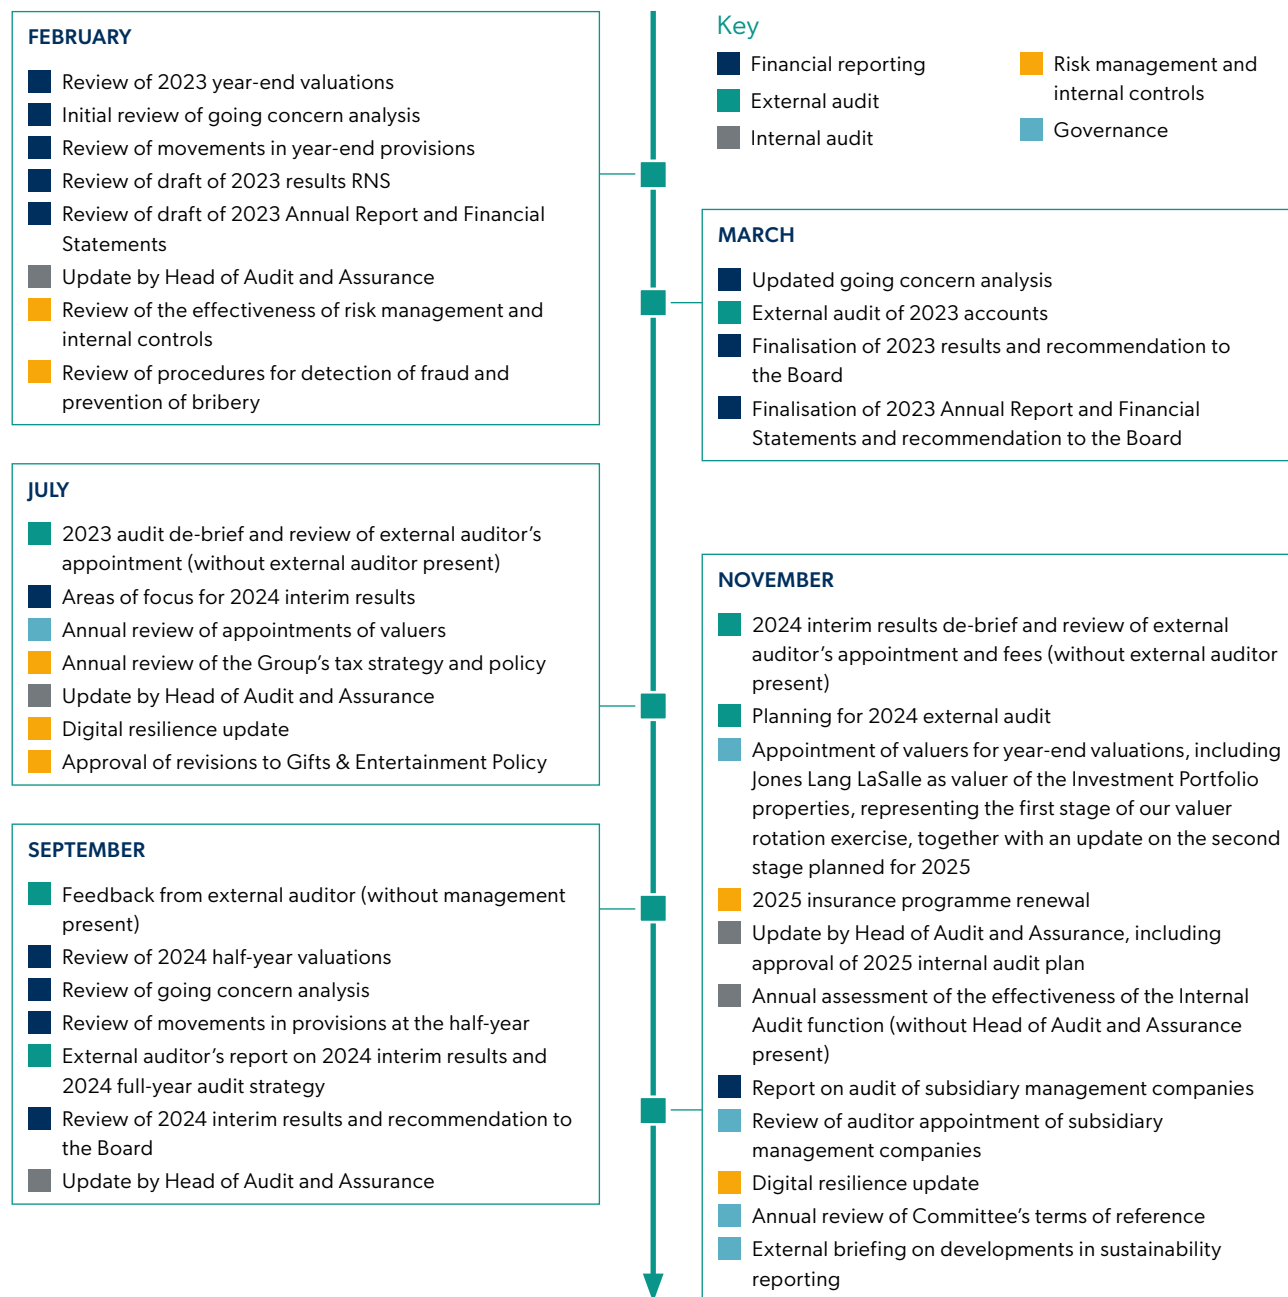 FEBRUARY
Review of 2023 year-end valuations
Initial review of going concern analysis
Review of movements in year-end provisions
Review of draft of 2023 results RNS
Review of draft of 2023 Annual Report and Financial
Statements
Update by Head of Audit and Assurance
Review of the effectiveness of risk management and
internal controls
Review of procedures for detection of fraud and
prevention of bribery
Key
Financial reporting
External audit
Internal audit
Risk management and
internal controls
Governance
MARCH
Updated going concern analysis
External audit of 2023 accounts
Finalisation of 2023 results and recommendation to
the Board
Finalisation of 2023 Annual Report and Financial
Statements and recommendation to the Board
JULY
2023 audit de-brief and review of external auditor’s
appointment (without external auditor present)
Areas of focus for 2024 interim results
Annual review of appointments of valuers
Annual review of the Group’s tax strategy and policy
Update by Head of Audit and Assurance
Digital resilience update
Approval of revisions to Gifts & Entertainment Policy
SEPTEMBER
Feedback from external auditor (without management
present)
Review of 2024 half-year valuations
Review of going concern analysis
Review of movements in provisions at the half-year
External auditor’s report on 2024 interim results and
2024 full-year audit strategy
Review of 2024 interim results and recommendation to
the Board
Update by Head of Audit and Assurance
NOVEMBER
2024 interim results de-brief and review of external
auditor’s appointment and fees (without external auditor
present)
Planning for 2024 external audit
Appointment of valuers for year-end valuations, including
Jones Lang LaSalle as valuer of the Investment Portfolio
properties, representing the first stage of our valuer
rotation exercise, together with an update on the second
stage planned for 2025
2025 insurance programme renewal
Update by Head of Audit and Assurance, including
approval of 2025 internal audit plan
Annual assessment of the effectiveness of the Internal
Audit function (without Head of Audit and Assurance
present)
Report on audit of subsidiary management companies
Review of auditor appointment of subsidiary
management companies
Digital resilience update
Annual review of Committee’s terms of reference
External briefing on developments in sustainability
reporting